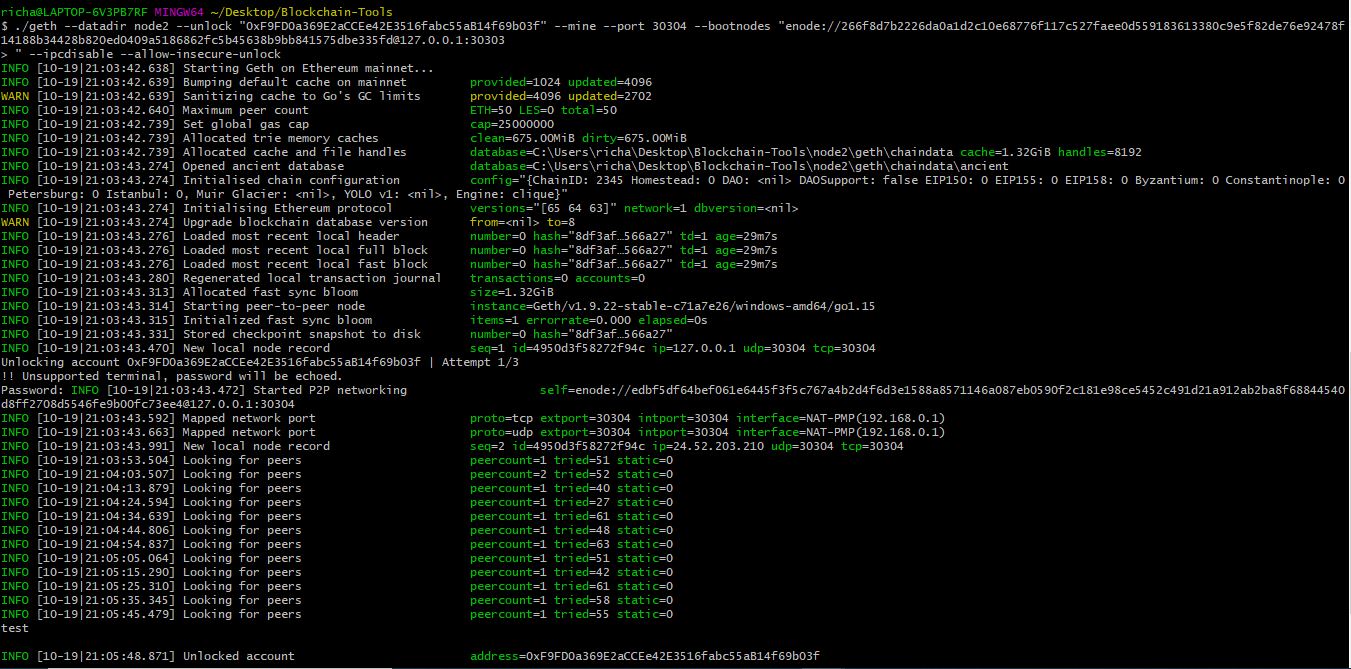 richa@LAPTOP-6V3PB7RF MINGW64 ~/Desktop/Blockchain-Tools
$ ./geth --datadir node2 --unlock "0xF9FD0a369E2aCCEe42E3516fabc55aB14f69b03f" --mine --port 30304 --bootnodes "enode://266f8d7b2226da0a1d2c10e68776f117c527faee0d559183613380c9e5f82de76e92478f
14188b34428b820ed0409a5186862fc5b45638b9bb841575dbe335fd@127.0.0.1:30303
> " --ipcdisable --allow-insecure-unlock
INFO [10-19|21:03:42.638] Starting Geth on Ethereum mainnet...
INFO [10-19|21:03:42.639] Bumping default cache on mainnet provided=1024 updated=4096
WARN [10-19|21:03:42.639] Sanitizing cache to Go's GC limits provided=4096 updated=2702
INFO [10-19|21:03:42.640] Maximum peer count ETH=50 LES=0 total=50
INFO [10-19|21:03:42.739] Set global gas cap cap=25000000
INFO [10-19|21:03:42.739] Allocated trie memory caches clean=675.00MiB dirty=675.00MiB
INFO [10-19|21:03:42.739] Allocated cache and file handles database=C:\Users\richa\Desktop\Blockchain-Tools\node2\geth\chaindata cache=1.32GiB handles=8192
INFO [10-19|21:03:43.274] Opened ancient database database=C:\Users\richa\Desktop\Blockchain-Tools\node2\geth\chaindata\ancient
INFO [10-19|21:03:43.274] Initialised chain configuration config="{ChainID: 2345 Homestead: 0 DAO: <nil> DAOSupport: false EIP150: 0 EIP155: 0 EIP158: 0 Byzantium: 0 Constantinople: 0
Petersburg: 0 Istanbul: 0, Muir Glacier: <nil>, YOLO v1: <nil>, Engine: clique}"
INFO [10-19|21:03:43.274] Initialising Ethereum protocol versions="[65 64 63]" network=1 dbversion=<nil>
WARN [10-19|21:03:43.274] Upgrade blockchain database version from=<nil> to=8
INFO [10-19|21:03:43.276] Loaded most recent local header number=0 hash="8df3af…566a27" td=1 age=29m7s
INFO [10-19|21:03:43.276] Loaded most recent local full block number=0 hash="8df3af…566a27" td=1 age=29m7s
INFO [10-19|21:03:43.276] Loaded most recent local fast block number=0 hash="8df3af…566a27" td=1 age=29m7s
INFO [10-19|21:03:43.280] Regenerated local transaction journal transactions=0 accounts=0
INFO [10-19|21:03:43.313] Allocated fast sync bloom size=1.32GiB
INFO [10-19|21:03:43.314] Starting peer-to-peer node instance=Geth/v1.9.22-stable-c71a7e26/windows-amd64/go1.15
INFO [10-19|21:03:43.315] Initialized fast sync bloom items=1 errorrate=0.000 elapsed=0s
INFO [10-19|21:03:43.331] Stored checkpoint snapshot to disk number=0 hash="8df3af…566a27"
INFO [10-19|21:03:43.470] New local node record seq=1 id=4950d3f58272f94c ip=127.0.0.1 udp=30304 tcp=30304
Unlocking account 0xF9FD0a369E2aCCEe42E3516fabc55aB14f69b03f | Attempt 1/3
!! Unsupported terminal, password will be echoed.
Password: INFO [10-19|21:03:43.472] Started P2P networking self=enode://edbf5df64bef061e6445f3f5c767a4b2d4f6d3e1588a8571146a087eb0590f2c181e98ce5452c491d21a912ab2ba8f68844540
d8ff2708d5546fe9b00fc73ee4@127.0.0.1:30304
INFO [10-19|21:03:43.592] Mapped network port proto=tcp extport=30304 intport=30304 interface=NAT-PMP(192.168.0.1)
INFO [10-19|21:03:43.663] Mapped network port proto=udp extport=30304 intport=30304 interface=NAT-PMP(192.168.0.1)
INFO [10-19|21:03:43.991] New local node record seq=2 id=4950d3f58272f94c ip=24.52.203.210 udp=30304 tcp=30304
INFO [10-19|21:03:53.504] Looking for peers peercount=1 tried=51 static=0
INFO [10-19|21:04:03.507] Looking for peers peercount=2 tried=52 static=0
INFO [10-19|21:04:13.879] Looking for peers peercount=1 tried=40 static=0
INFO [10-19|21:04:24.594] Looking for peers peercount=1 tried=27 static=0
INFO [10-19|21:04:34.639] Looking for peers peercount=1 tried=61 static=0
INFO [10-19|21:04:44.806] Looking for peers peercount=1 tried=48 static=0
INFO [10-19|21:04:54.837] Looking for peers peercount=1 tried=63 static=0
INFO [10-19|21:05:05.064] Looking for peers peercount=1 tried=51 static=0
INFO [10-19|21:05:15.290] Looking for peers peercount=1 tried=42 static=0
INFO [10-19|21:05:25.310] Looking for peers peercount=1 tried=61 static=0
INFO [10-19|21:05:35.345] Looking for peers peercount=1 tried=58 static=0
INFO [10-19|21:05:45.479] Looking for peers peercount=1 tried=55 static=0
test
INFO [10-19|21:05:48.871] Unlocked account address=0xF9FD0a369E2aCCEe42E3516fabc55aB14f69b03f